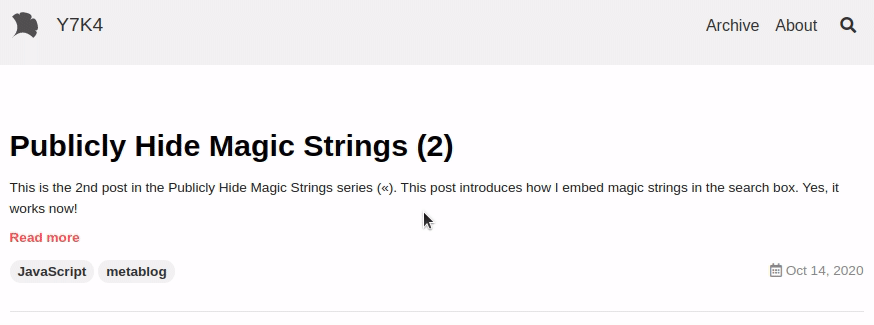 Y7K4 Archive About
Publicly Hide Magic Strings (2)
This is the 2nd post in the Publicly Hide Magic Strings series («). This post introduces how I embed magic strings in the search box. Yes, it
works now!
Read more
JavaScript metablog Oct 14, 2020